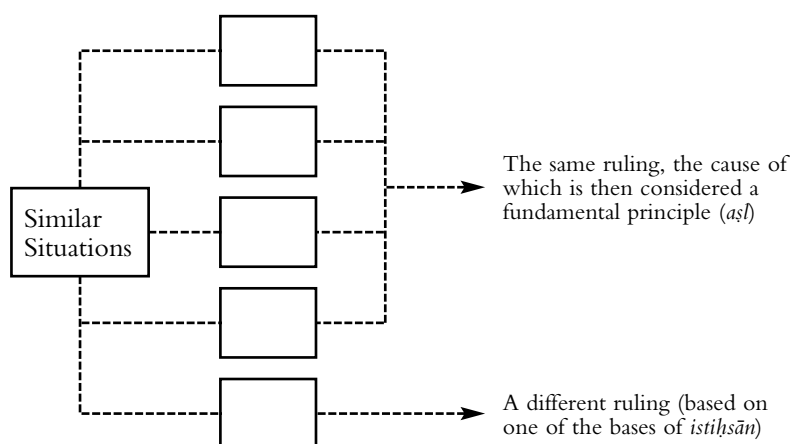 The same ruling, the cause of
which is then considered a
fundamental principle (aṣl)
Similar
Situations
A different ruling (based on
one of the bases of istiḥsān)